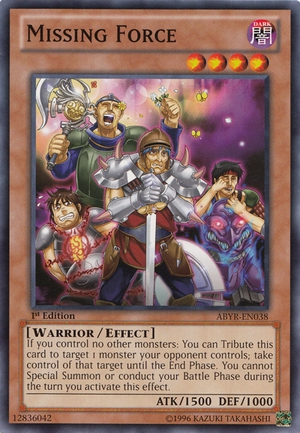 MISSING FORCE
DARK
闇
1st Edition
ABYR-EN038
[WARRIOR / EFFECT]
If you control no other monsters: You can Tribute this
card to target 1 monster your opponent controls; take
control of that target until the End Phase. You cannot
Special Summon or conduct your Battle Phase during
the turn you activate this effect.
ATK/1500 DEF/1000
12836042
©1996 KAZUKI TAKAHASHI